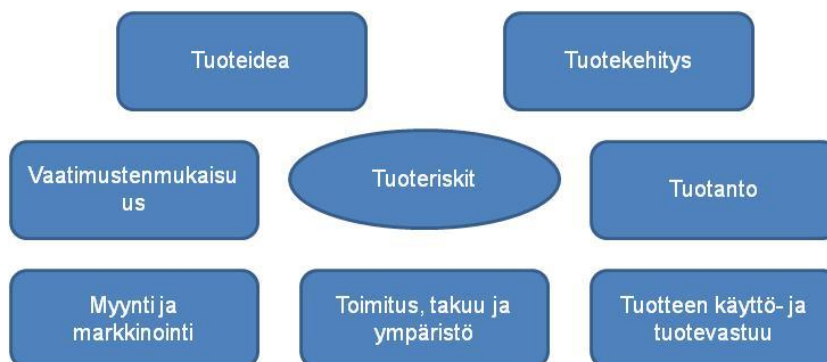 Tuoteidea
Tuotekehitys
Vaatimustenmukaisu
us
Tuoteriskit
Tuotanto
Myynti ja
markkinointi
Toimitus, takuu ja
ympäristö
Tuotteen käyttö- ja
tuotevastuu